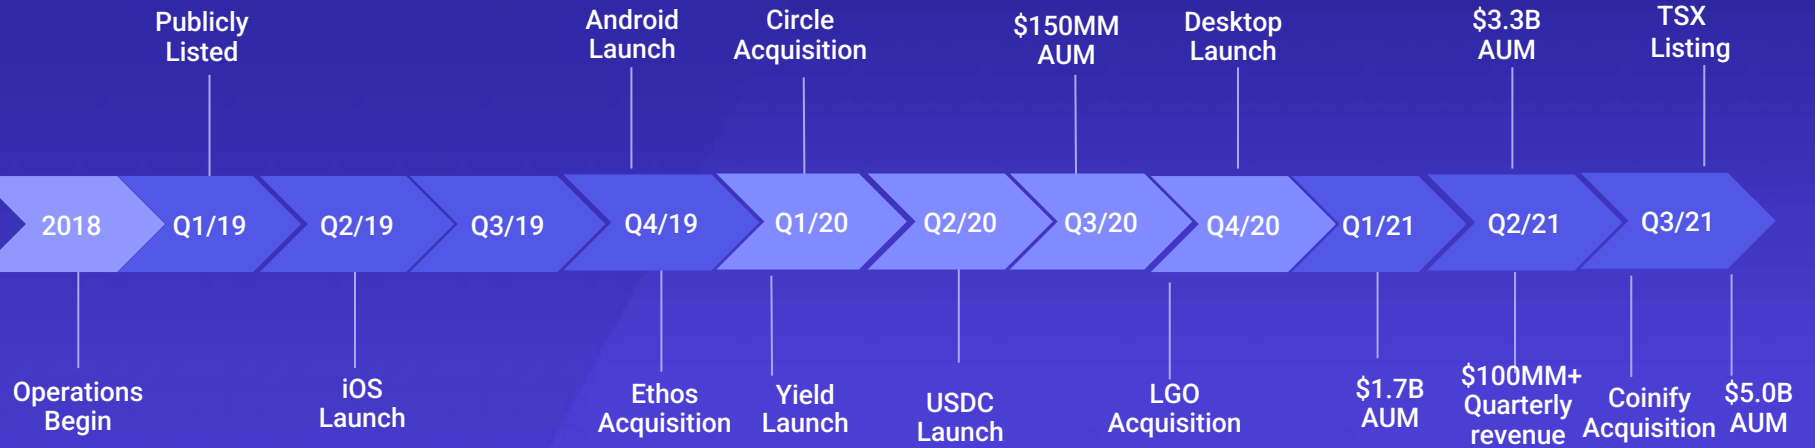 Publicly
Listed
Android
Launch
Circle
Acquisition
$150MM
AUM
Desktop
Launch
$3.3B
AUM
TSX
Listing
2018
Q1/19
Q2/19
Q3/19
Q4/19
Q1/20
Q2/20
Q3/20
Q4/20
Q1/21
Q2/21
Q3/21
Operations
Begin
iOS
Launch
Ethos
Acquisition
Yield
Launch
USDC
Launch
LGO
Acquisition
$1.7B
AUM
$100MM+
Quarterly
revenue
Coinify
Acquisition
$5.0B
AUM